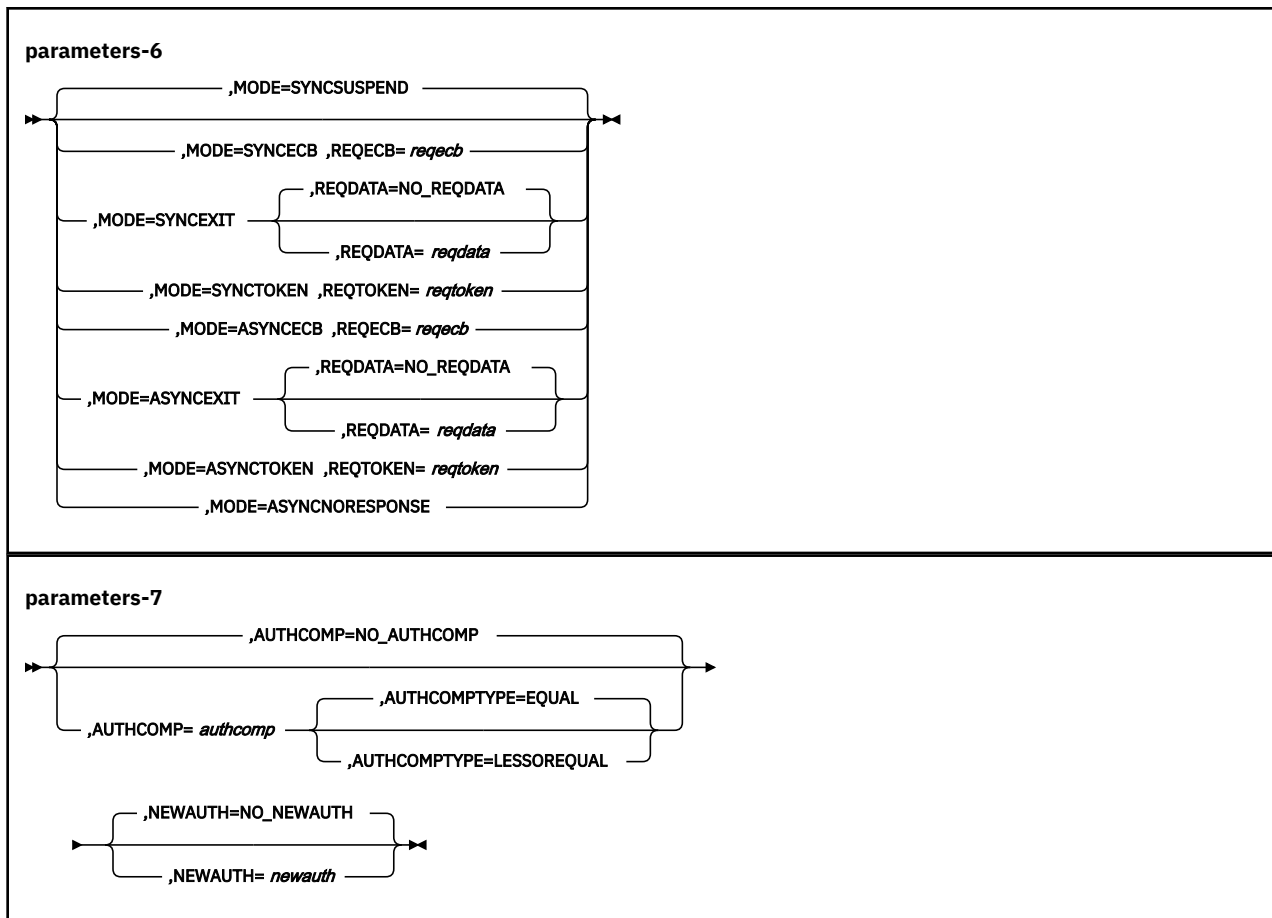 parameters-6
,MODE=SYNCSUSPEND
,MODE=SYNCECB ,REQECB= reqecb
,REQDATA=NO_REQDATA
,MODE=SYNCEXIT
,REQDATA= reqdata
,MODE=SYNCTOKEN ,REQTOKEN= reqtoken
,MODE=ASYNCECB ,REQECB= reqecb
,REQDATA=NO_REQDATA
,MODE=ASYNCEXIT
,REQDATA= reqdata
,MODE=ASYNCTOKEN ,REQTOKEN= reqtoken
,MODE=ASYNCNORESPONSE
parameters-7
,AUTHCOMP=NO_AUTHCOMP
,AUTHCOMPTYPE=EQUAL
,AUTHCOMP= authcomp
,AUTHCOMPTYPE=LESSOREQUAL
,NEWAUTH=NO_NEWAUTH
,NEWAUTH= newauth